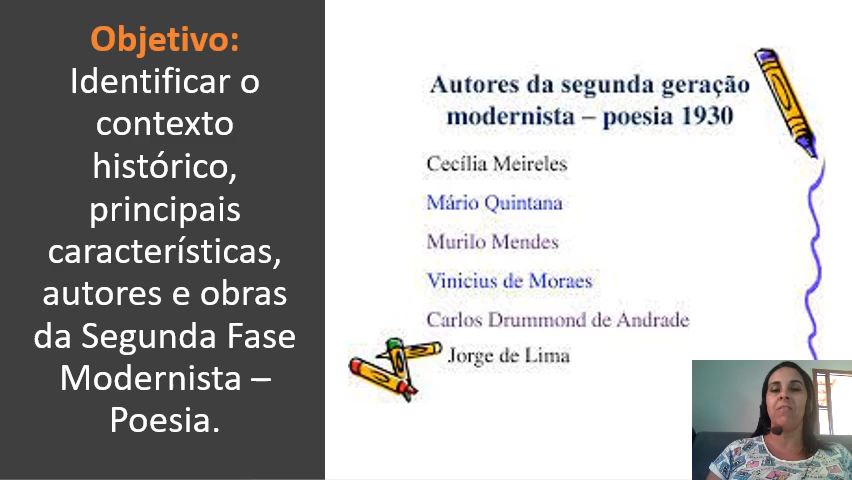 Objetivo:
Identificar o
contexto
histórico,
principais
características,
autores e obras
da Segunda Fase
Modernista –
Poesia.
Autores da segunda geração
modernista – poesia 1930
Cecília Meireles
Mário Quintana
Murilo Mendes
Vinicius de Moraes
Carlos Drummond de Andrade
Jorge de Lima